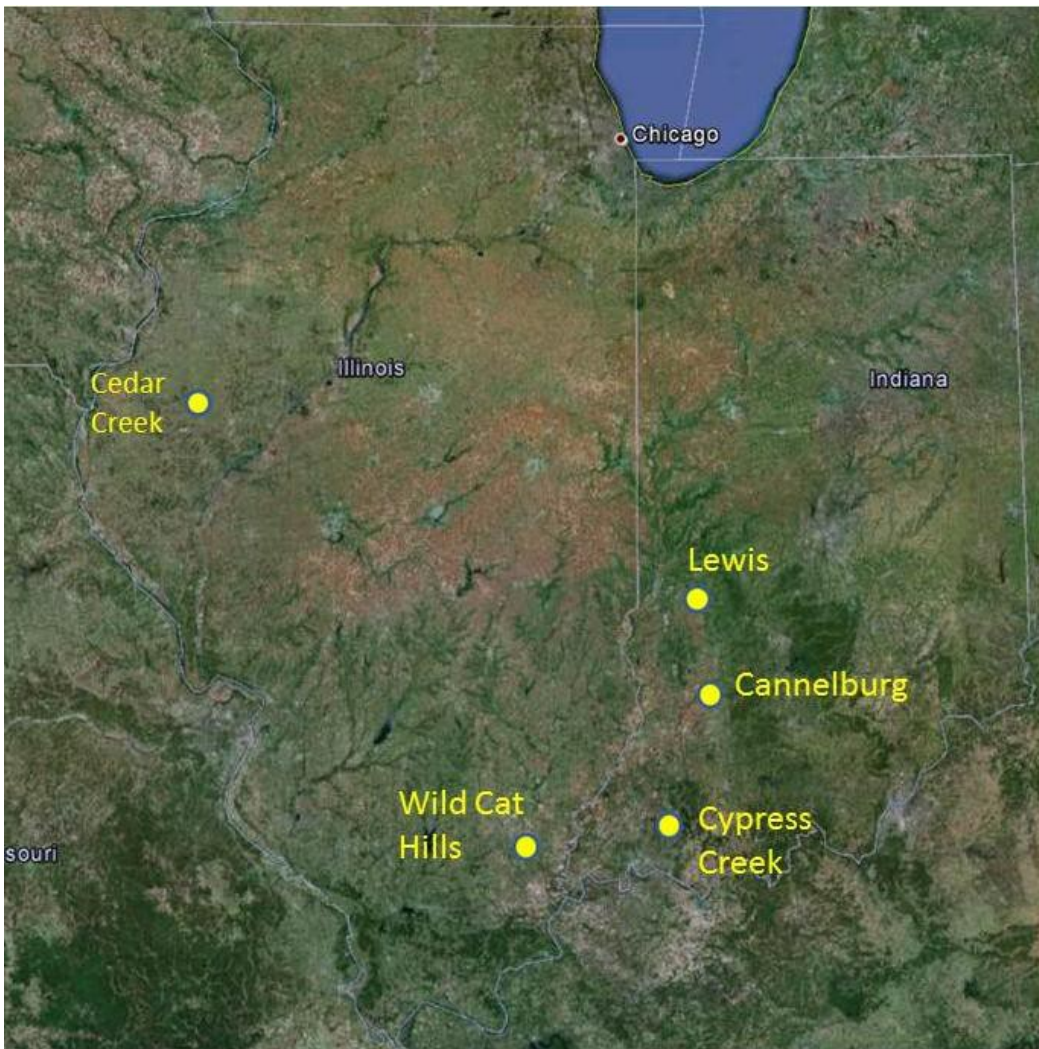 Chicago
Illinois
Cedar
Creek
Indiana
Lewis
Cannelburg
Wild Cat
Hills
Cypress
Creek
souri